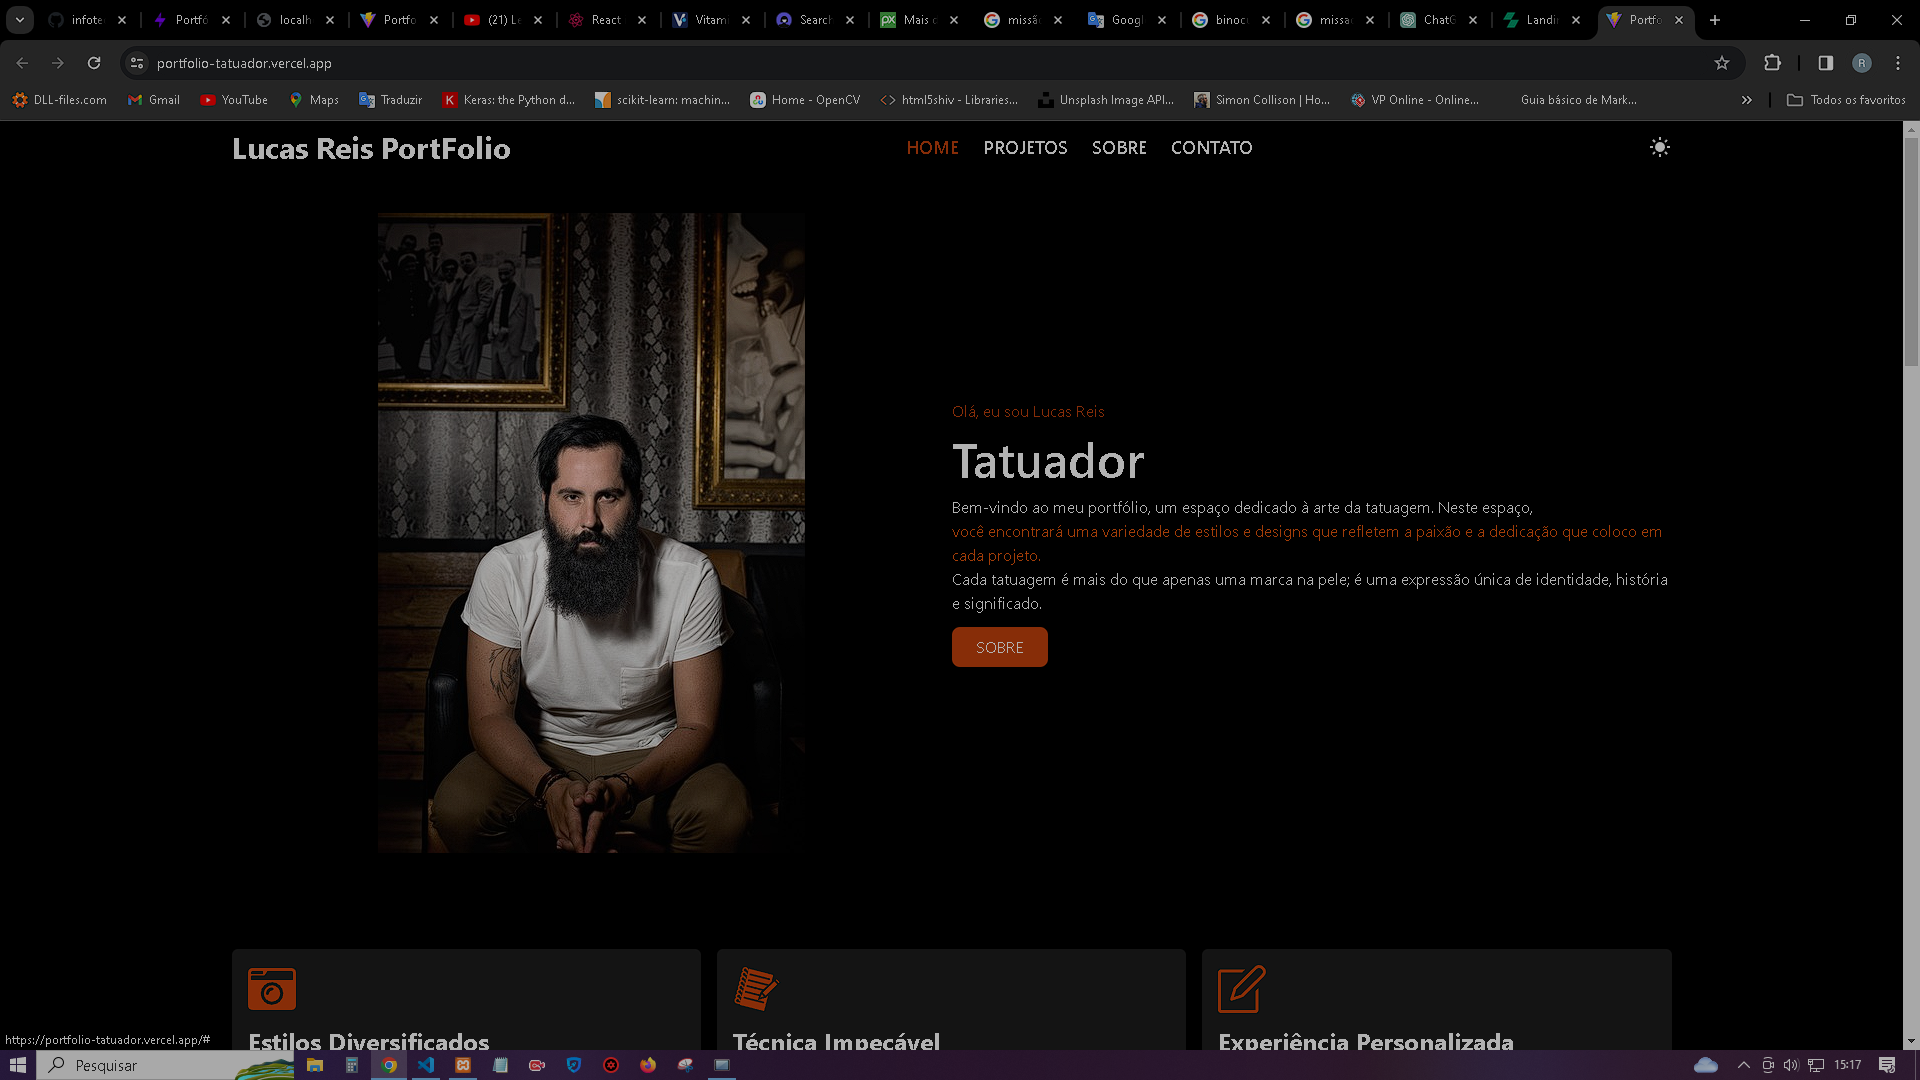 infote
Portfó
localh
Portfo
(21) Le
React
Vitami
Search
Mais c
missão
Googl
binocu
missao
ChatG
Landin
Portfo
portfolio-tatuador.vercel.app
DLL-files.com
Gmail
YouTube
Maps
Traduzir
Keras: the Python d...
scikit-learn: machin...
Home - OpenCV
html5shiv - Libraries...
Unsplash Image API...
Simon Collison | Ho...
VP Online - Online...
Guia básico de Mark...
Todos os favoritos
Lucas Reis PortFolio
HOME
PROJETOS
SOBRE
CONTATO
Olá, eu sou Lucas Reis
Tatuador
Bem-vindo ao meu portfólio, um espaço dedicado à arte da tatuagem. Neste espaço,
você encontrará uma variedade de estilos e designs que refletem a paixão e a dedicação que coloco em
cada projeto.
Cada tatuagem é mais do que apenas uma marca na pele; é uma expressão única de identidade, história
e significado.
SOBRE
Estilos Diversificados
Técnica Impecável
Experiência Personalizada
https://portfolio-tatuador.vercel.app/#
Pesquisar
15:17